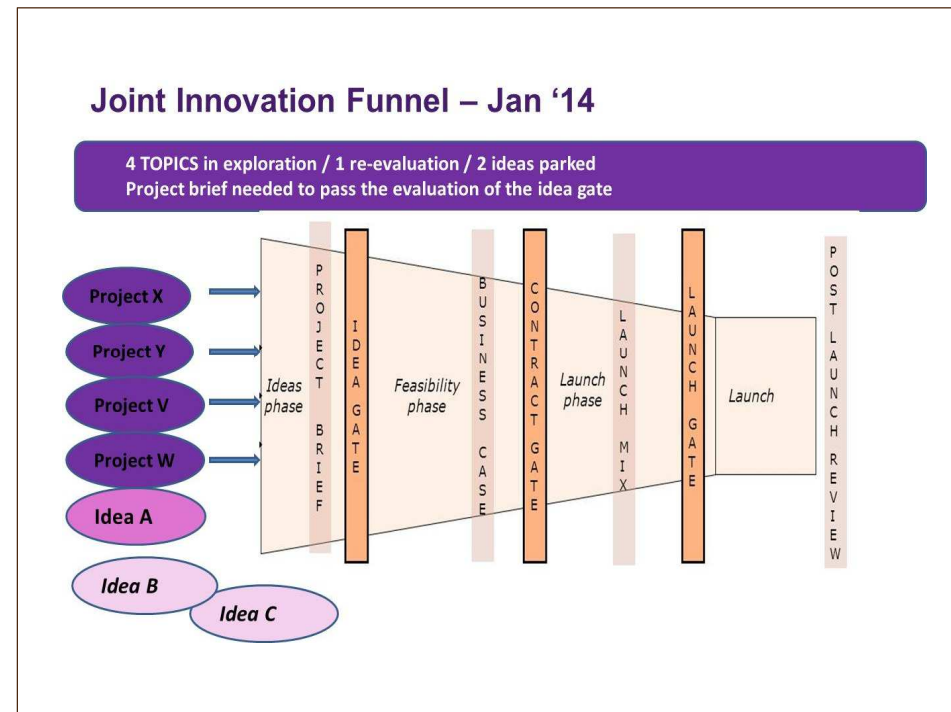 Joint Innovation Funnel – Jan ‘14
4 TOPICS in exploration / 1 re-evaluation / 2 ideas parked
Project brief needed to pass the evaluation of the idea gate
Project X
Project Y
Project V
Project W
Idea A
Idea B
Idea C
Ideas
phase
PROJECT BRIEF
IDEA GATE
Feasibility
phase
BUSINESS CASE
CONTRACT GATE
Launch
phase
LAUNCH MIX
LAUNCH GATE
Launch
POST LAUNCH REVIEW